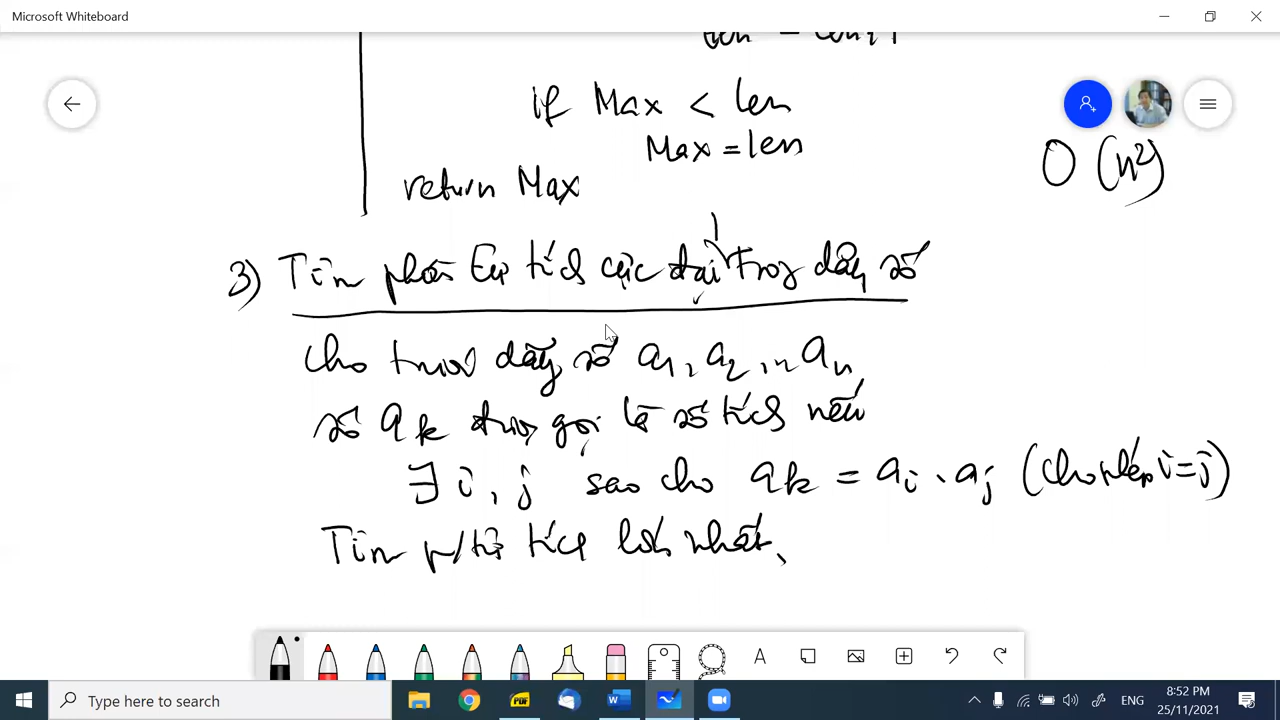 Microsoft Whiteboard
if Max < len
Max = len
return Max
O(n²)
3) Tìm phần tử tích cực đại trong dãy số
Cho trước dãy số a₁, a₂, .., aₙ
số aₖ được gọi là số tích nếu
∃ i, j sao cho aₖ = aᵢ . aⱼ (cho phép i=j)
Tìm p/tử tích lớn nhất.
Type here to search
PDF
ENG
8:52 PM
25/11/2021